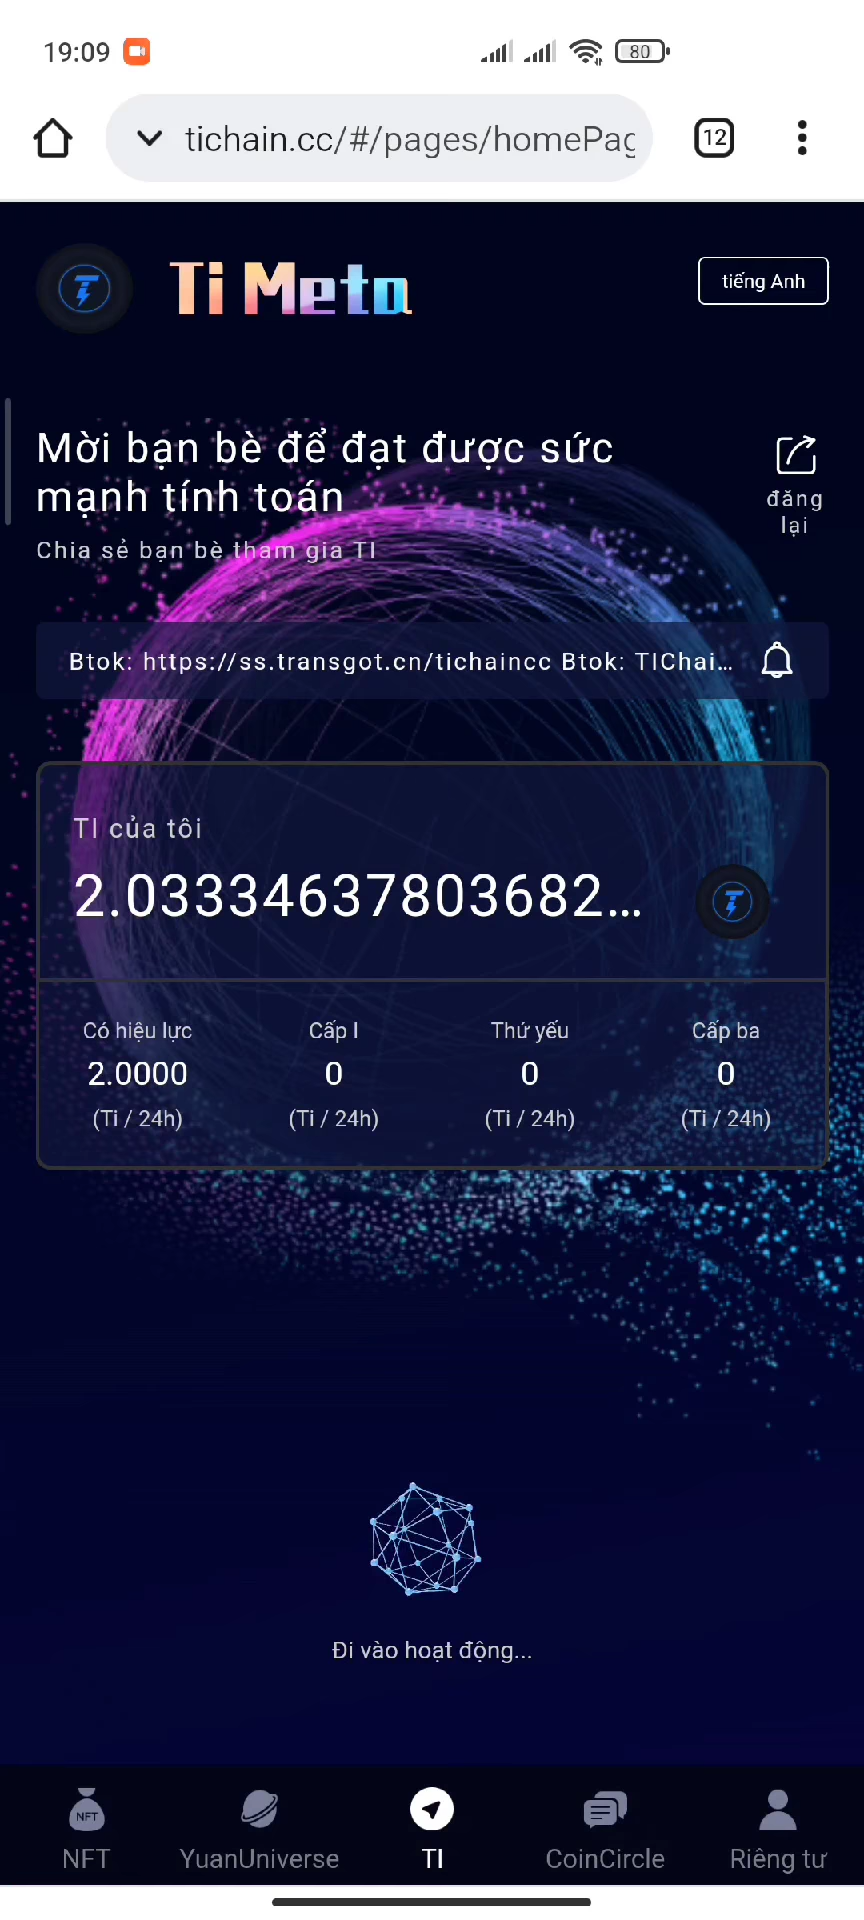 19:09
80
tichain.cc/#/pages/homePag
12
Ti Meta
tiếng Anh
Mời bạn bè để đạt được sức
mạnh tính toán
Chia sẻ bạn bè tham gia TI
đăng
lại
Btok: https://ss.transgot.cn/tichaincc Btok: TIChai...
TI của tôi
2.03334637803682...
Có hiệu lực
Cấp I
Thứ yếu
Cấp ba
2.0000
0
0
0
(Ti / 24h)
(Ti / 24h)
(Ti / 24h)
(Ti / 24h)
Đi vào hoạt động...
NFT
NFT
YuanUniverse
TI
CoinCircle
Riêng tư